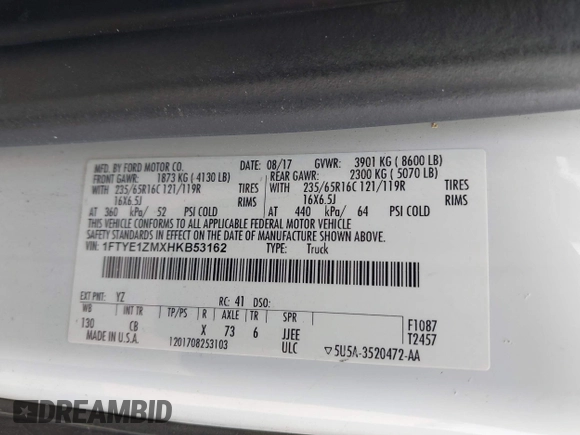 MFD. BY FORD MOTOR CO. 08/17 GVWR: 3901 KG ( 8600 LB)
FRONT GAWR: 1873 KG ( 4130 LB) REAR GAWR: 2300 KG ( 5070 LB)
WITH 235/65R16C 121/119R TIRES WITH 235/65R16C 121/119R TIRES
16X6.5J RIMS 16X6.5J RIMS
AT 360 kPa/ 52 PSI COLD AT 440 kPa/ 64 PSI COLD
THIS VEHICLE CONFORMS TO ALL APPLICABLE FEDERAL MOTOR VEHICLE
SAFETY STANDARDS IN EFFECT ON THE DATE OF MANUFACTURE SHOWN ABOVE.
VIN: 1FTYE1ZMXHKB53162 TYPE: Truck
EXT PNT: YZ RC: 41 DSO:
WB TP/PS R AXLE TR SPR F1087
130 CB X 73 6 JJEE T2457
MADE IN U.S.A. 1201708253103 ULC ▽5U5A-3520472-AA
DREAMBID